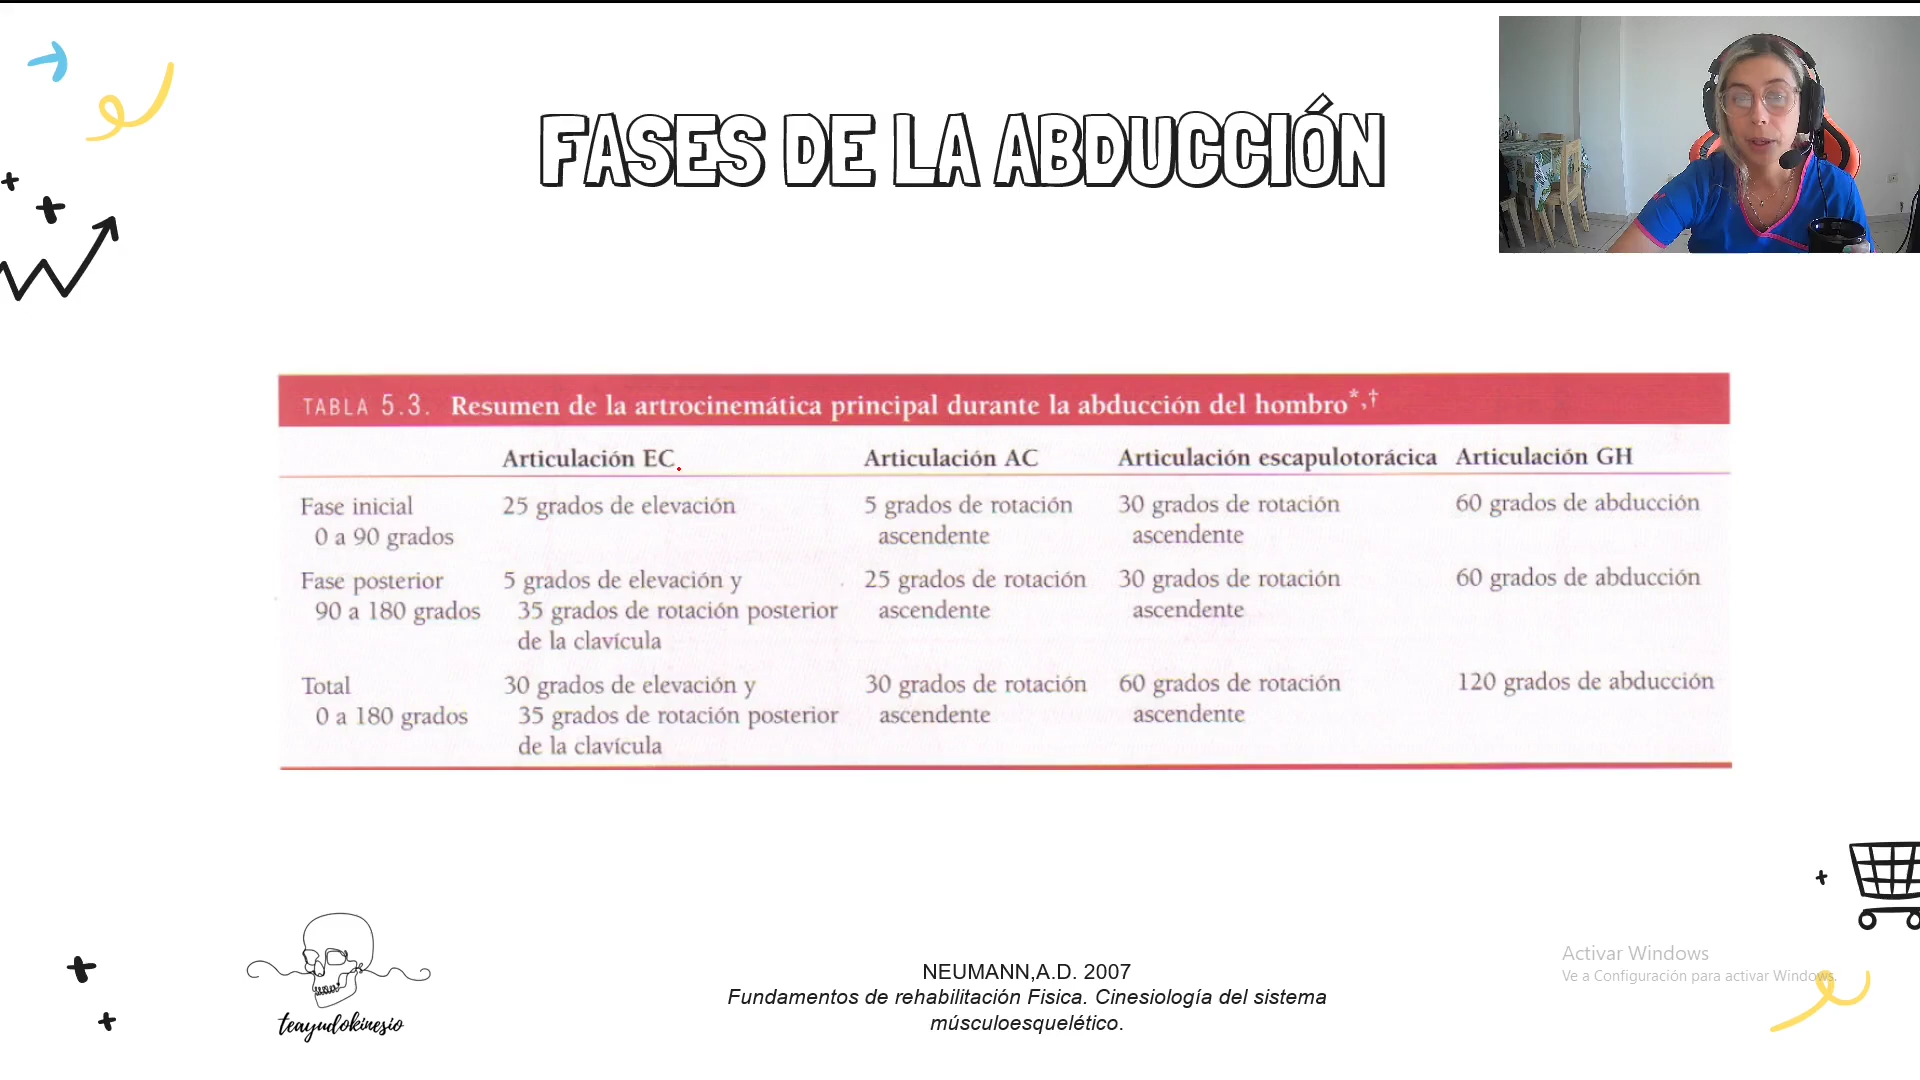 FASES DE LA ABDUCCIÓN
TABLA 5.3. Resumen de la artrocinemática principal durante la abducción del hombro*,†
Articulación EC Articulación AC Articulación escapulotorácica Articulación GH
Fase inicial 25 grados de elevación 5 grados de rotación 30 grados de rotación 60 grados de abducción
0 a 90 grados ascendente ascendente
Fase posterior 5 grados de elevación y 25 grados de rotación 30 grados de rotación 60 grados de abducción
90 a 180 grados 35 grados de rotación posterior ascendente ascendente
de la clavícula
Total 30 grados de elevación y 30 grados de rotación 60 grados de rotación 120 grados de abducción
0 a 180 grados 35 grados de rotación posterior ascendente ascendente
de la clavícula
teayudokinesio
NEUMANN,A.D. 2007
Fundamentos de rehabilitación Fisica. Cinesiología del sistema
músculoesquelético.
Activar Windows
Ve a Configuración para activar Windows.